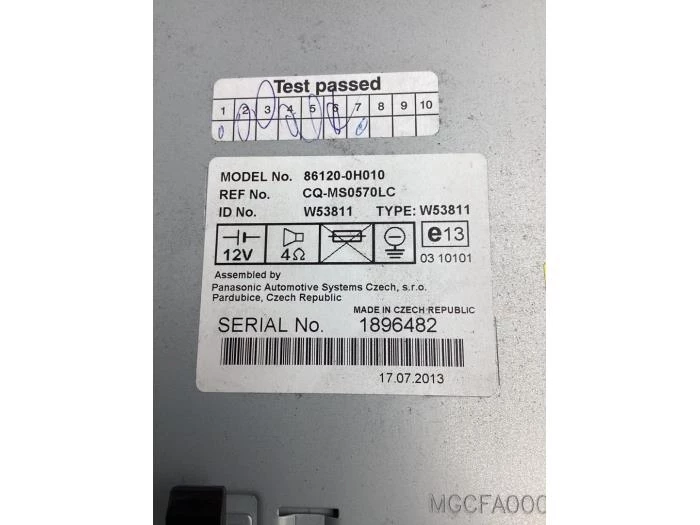 Test passed
1 2 3 4 5 6 7 8 9 10
MODEL No. 86120-0H010
REF No. CQ-MS0570LC
ID No. W53811 TYPE: W53811
12V 4Ω e13
03 10101
Assembled by
Panasonic Automotive Systems Czech, s.r.o.
Pardubice, Czech Republic
MADE IN CZECH REPUBLIC
SERIAL No. 1896482
17.07.2013
MGCFA000